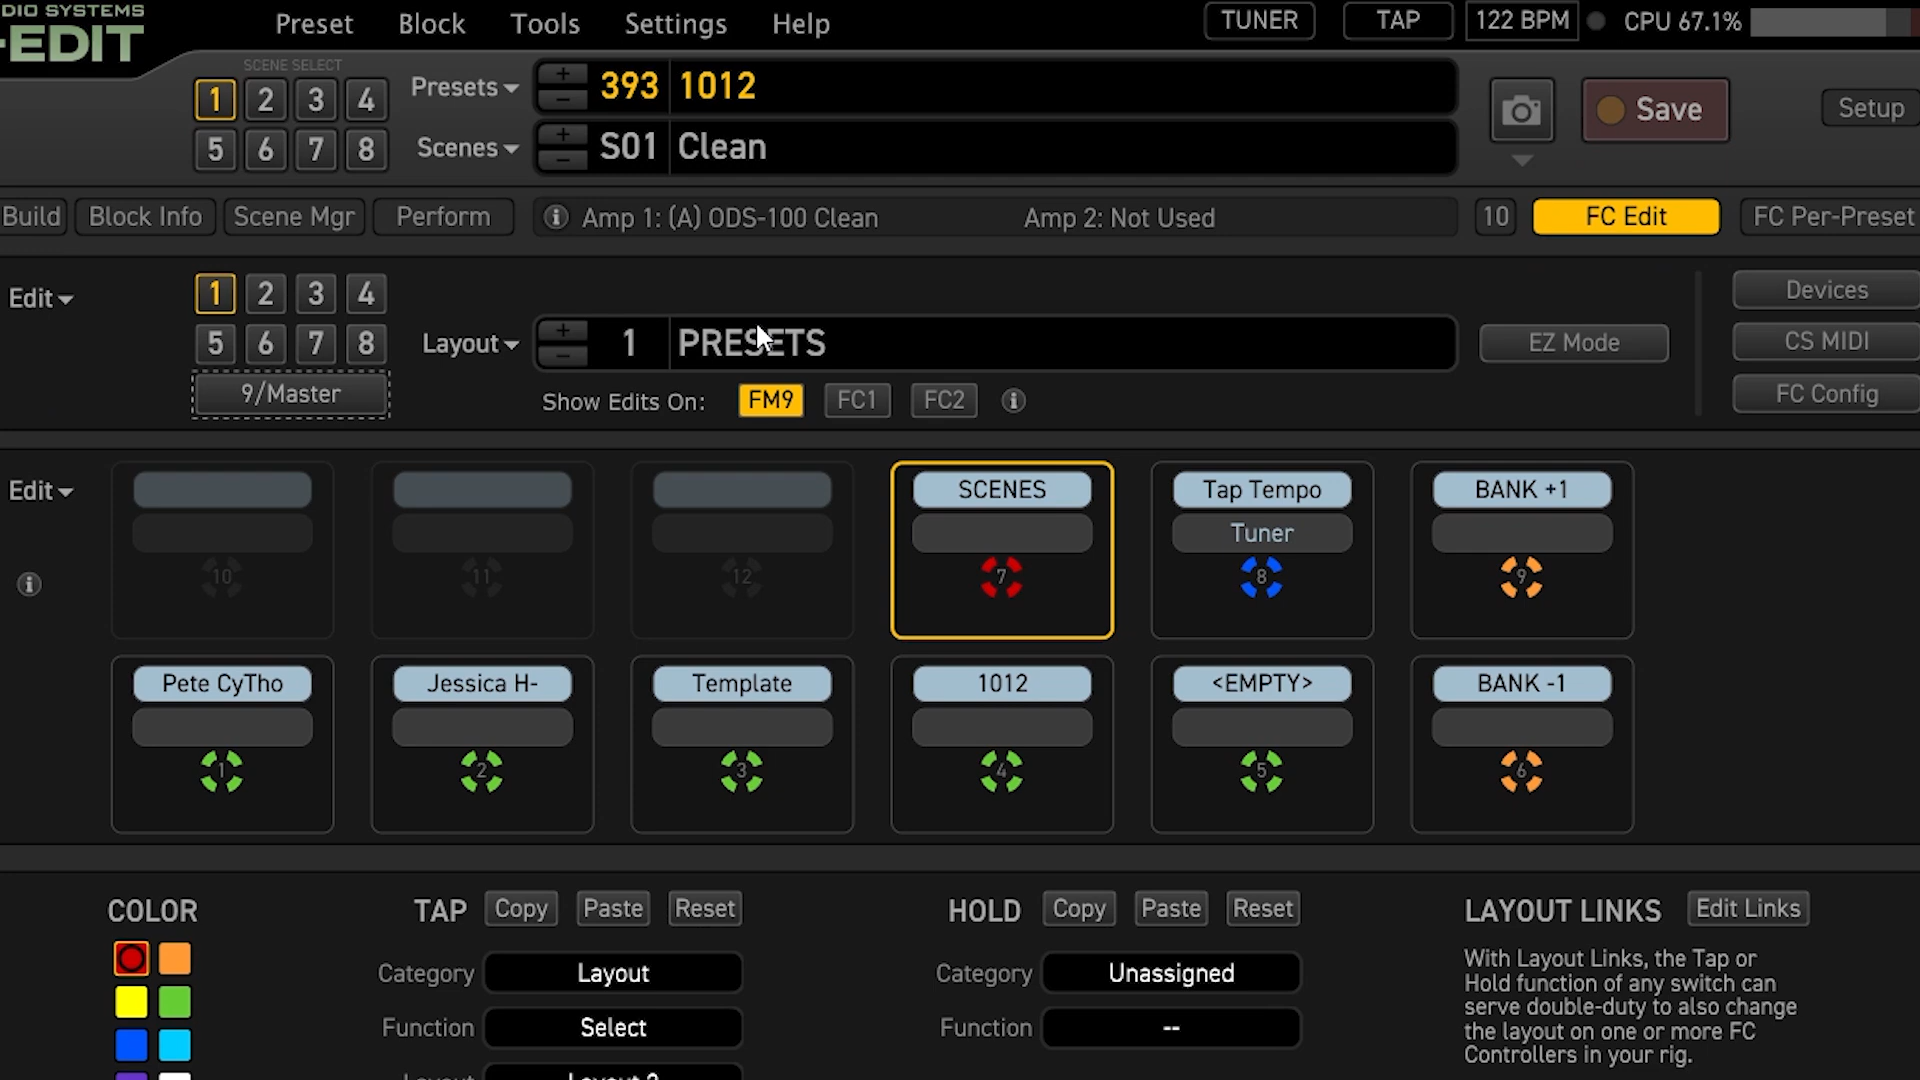 DIO SYSTEMS
-EDIT
Preset Block Tools Settings Help
TUNER TAP 122 BPM CPU 67.1%
SCENE SELECT
1 2 3 4
5 6 7 8
Presets + - 393 1012
Scenes + - S01 Clean
Save
Setup
Build Block Info Scene Mgr Perform
Amp 1: (A) ODS-100 Clean Amp 2: Not Used
10 FC Edit FC Per-Preset
Edit
1 2 3 4
5 6 7 8
9/Master
Layout + - 1 PRESETS
EZ Mode
Show Edits On: FM9 FC1 FC2
Devices
CS MIDI
FC Config
Edit
SCENES Tap Tempo BANK +1
Tuner
10 11 12 7 8 9
Pete CyTho Jessica H- Template 1012 <EMPTY> BANK -1
1 2 3 4 5 6
COLOR
TAP Copy Paste Reset
Category Layout
Function Select
HOLD Copy Paste Reset
Category Unassigned
Function --
LAYOUT LINKS Edit Links
With Layout Links, the Tap or
Hold function of any switch can
serve double-duty to also change
the layout on one or more FC
Controllers in your rig.